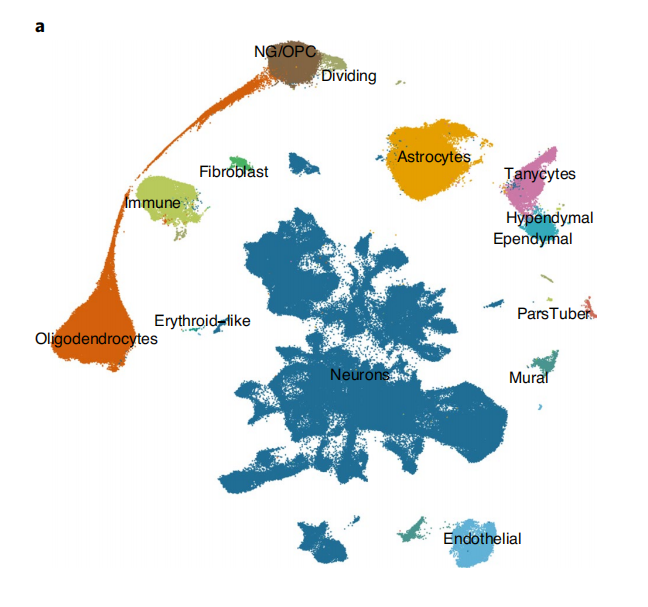 a
NG/OPC
Dividing
Astrocytes
Fibroblast
Tanycytes
Immune
Hypendymal
Ependymal
ParsTuber
Erythroid-like
Oligodendrocytes
Neurons
Mural
Endothelial